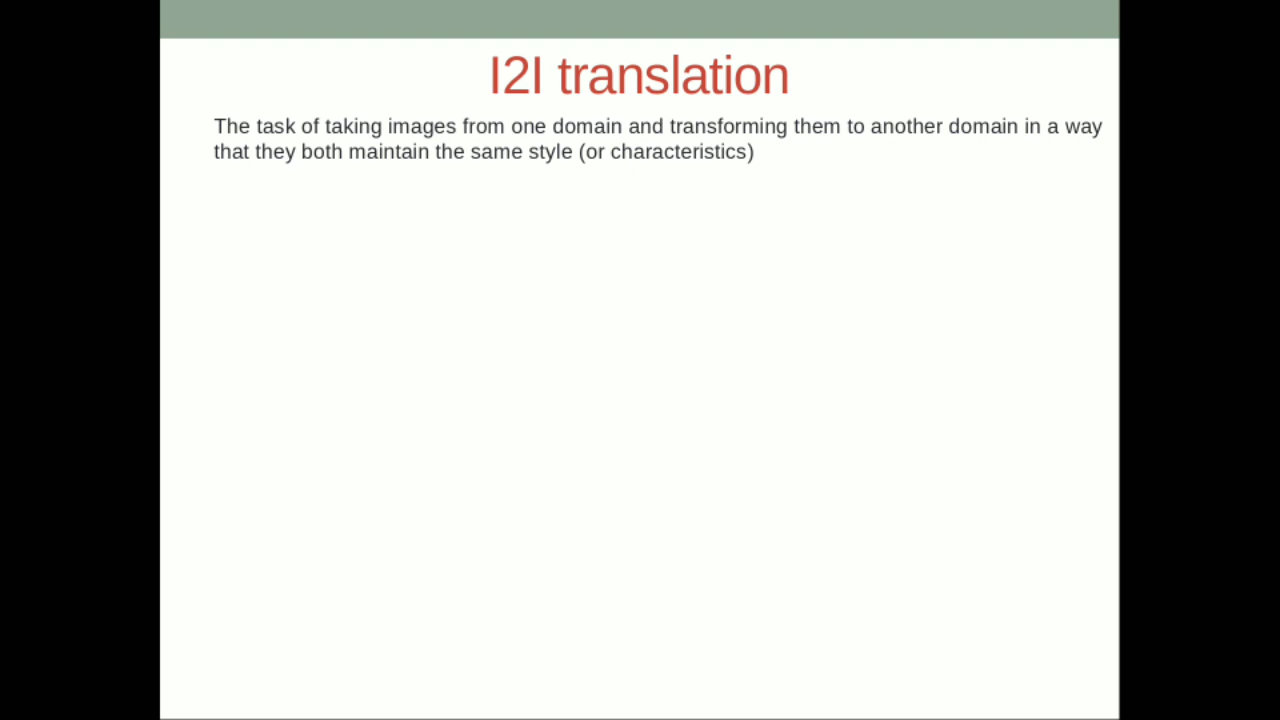 I2I translation
The task of taking images from one domain and transforming them to another domain in a way
that they both maintain the same style (or characteristics)